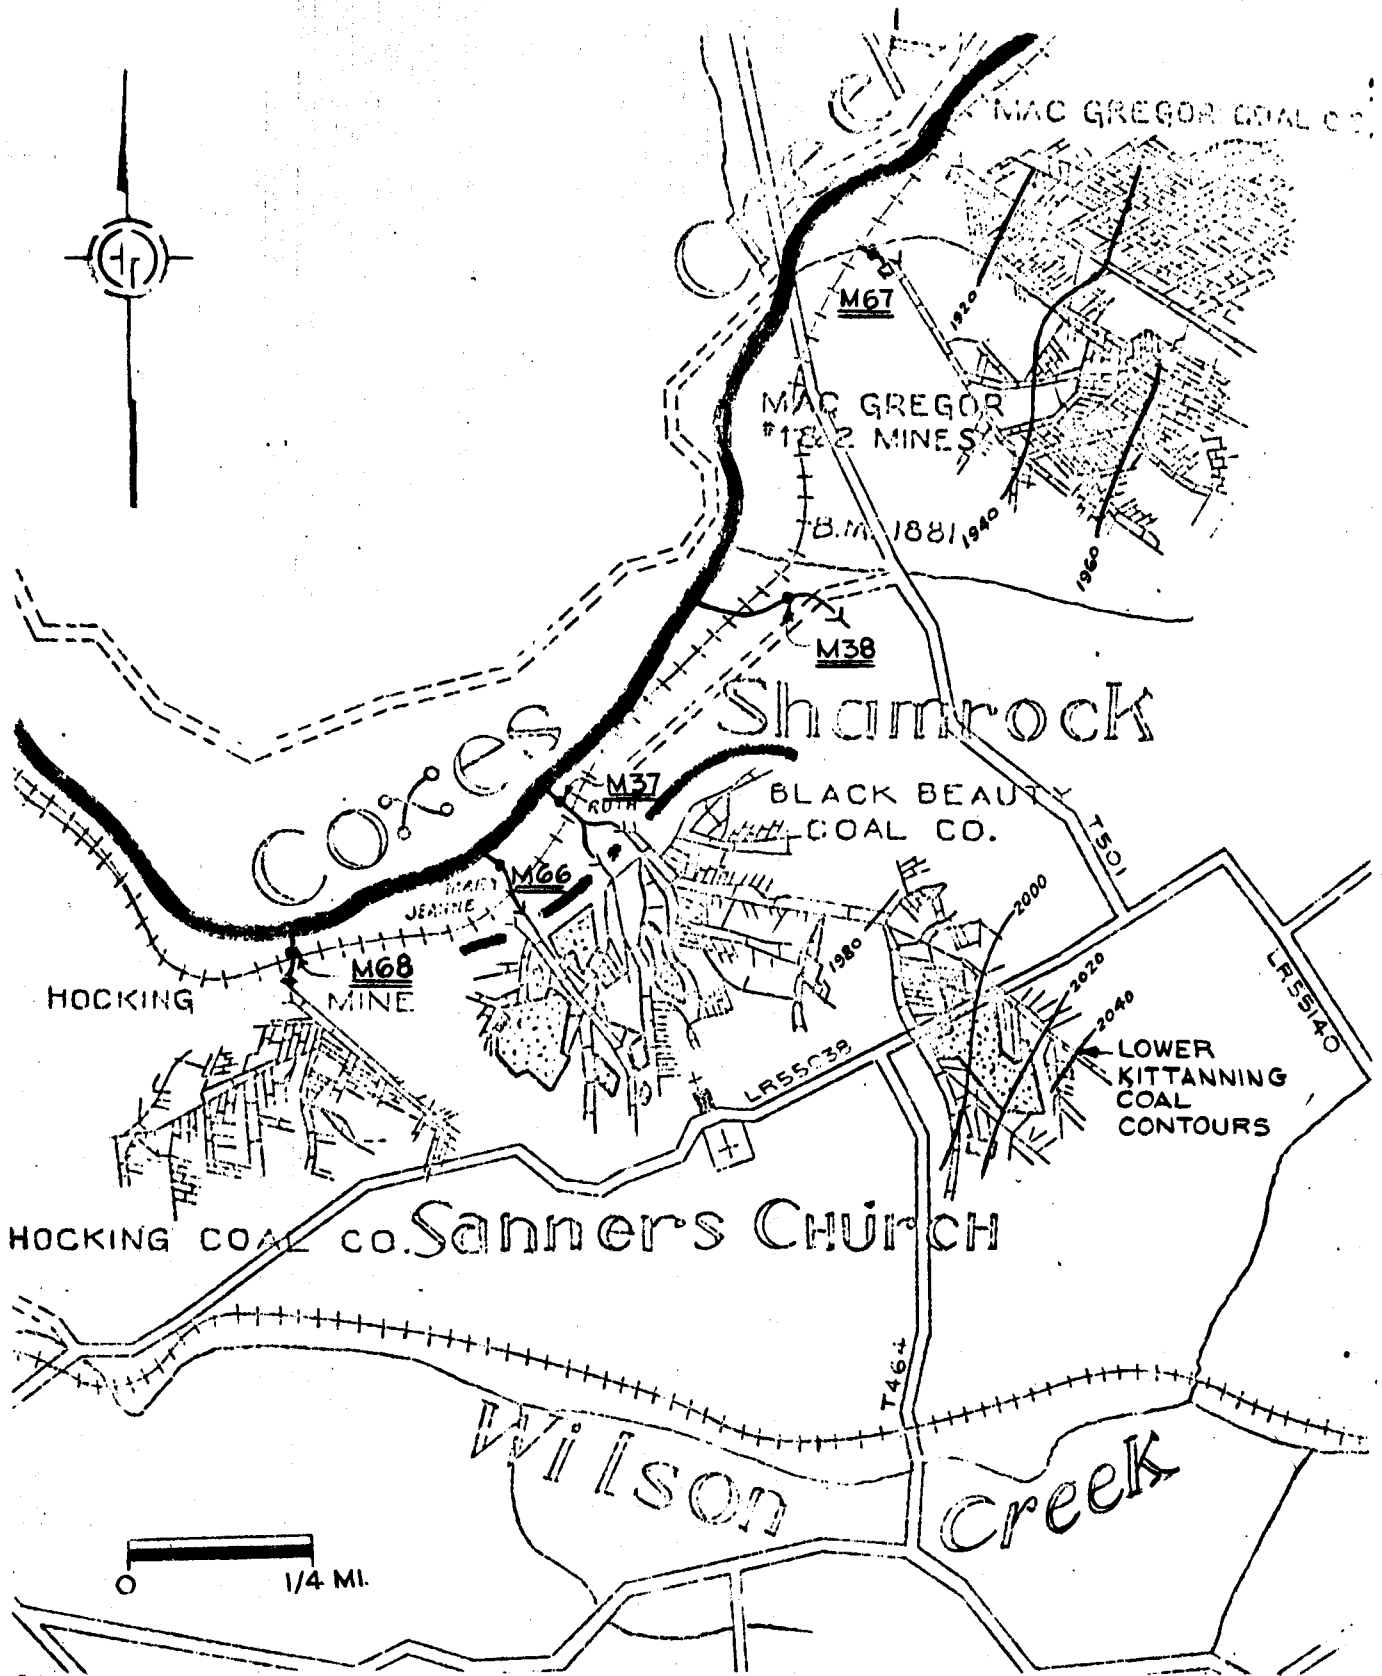 MAC GREGOR COAL CO.
M67
1920
MAC GREGOR
#1&2 MINES
B.M. 1881
1940
1960
M38
Shamrock
Coxes
M37
RUTH
BLACK BEAUTY
COAL CO.
T501
M66
MARY
JEANNE
2000
1980
M68
HOCKING MINE
2020
2040
LR55140
LR55038
LOWER
KITTANNING
COAL
CONTOURS
HOCKING COAL CO.
Sanners CHURCH
T464
Wilson Creek
0 1/4 MI.